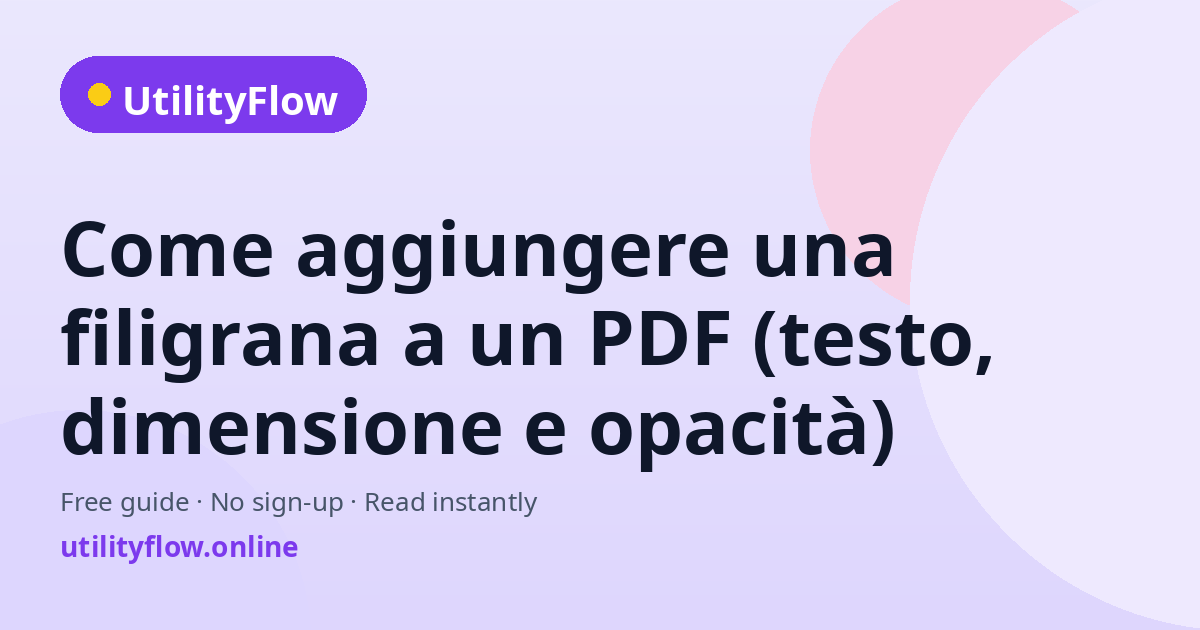 UtilityFlow
Come aggiungere una
filigrana a un PDF (testo,
dimensione e opacità)
Free guide · No sign-up · Read instantly
utilityflow.online